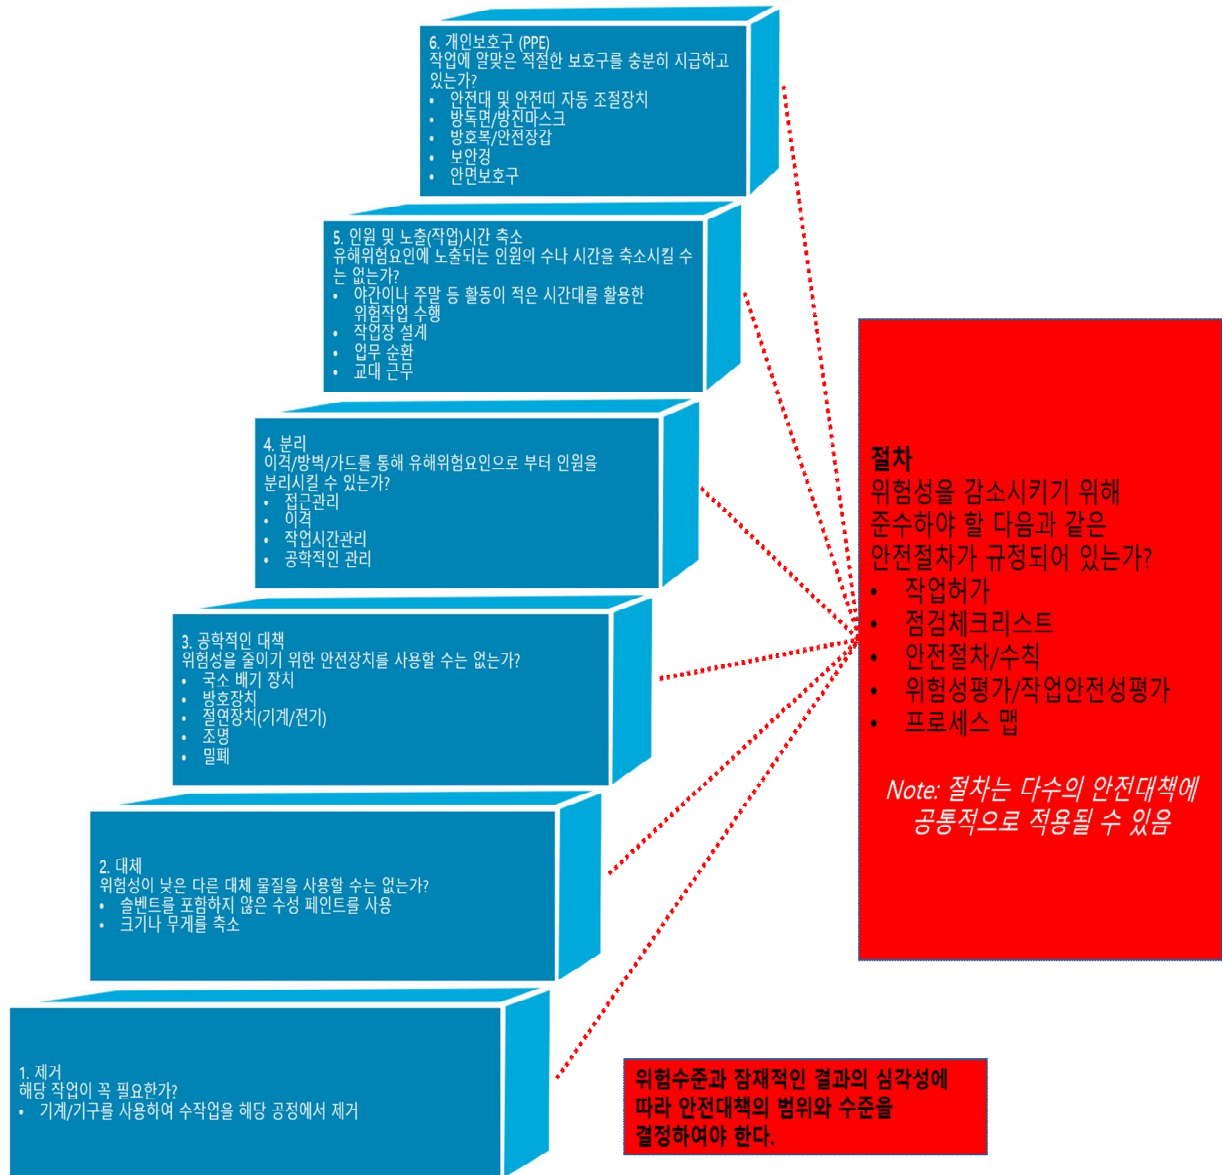 6. 개인보호구 (PPE)
작업에 알맞은 적절한 보호구를 충분히 지급하고
있는가?
• 안전대 및 안전띠 자동 조절장치
• 방독면/방진마스크
• 방호복/안전장갑
• 보안경
• 안면보호구
5. 인원 및 노출(작업)시간 축소
유해위험요인에 노출되는 인원의 수나 시간을 축소시킬 수
는 없는가?
• 야간이나 주말 등 활동이 적은 시간대를 활용한
위험작업 수행
• 작업장 설계
• 업무 순환
• 교대 근무
4. 분리
이격/방벽/가드를 통해 유해위험요인으로 부터 인원을
분리시킬 수 있는가?
• 접근관리
• 이격
• 작업시간관리
• 공학적인 관리
3. 공학적인 대책
위험성을 줄이기 위한 안전장치를 사용할 수는 없는가?
• 국소 배기 장치
• 방호장치
• 절연장치(기계/전기)
• 조명
• 밀폐
2. 대체
위험성이 낮은 다른 대체 물질을 사용할 수는 없는가?
• 솔벤트를 포함하지 않은 수성 페인트를 사용
• 크기나 무게를 축소
1. 제거
해당 작업이 꼭 필요한가?
• 기계/기구를 사용하여 수작업을 해당 공정에서 제거
절차
위험성을 감소시키기 위해
준수하야 할 다음과 같은
안전절차가 규정되어 있는가?
• 작업허가
• 점검체크리스트
• 안전절차/수칙
• 위험성평가/작업안전성평가
• 프로세스 맵
Note: 절차는 다수의 안전대책에
공통적으로 적용될 수 있음
위험수준과 잠재적인 결과의 심각성에
따라 안전대책의 범위와 수준을
결정하여야 한다.